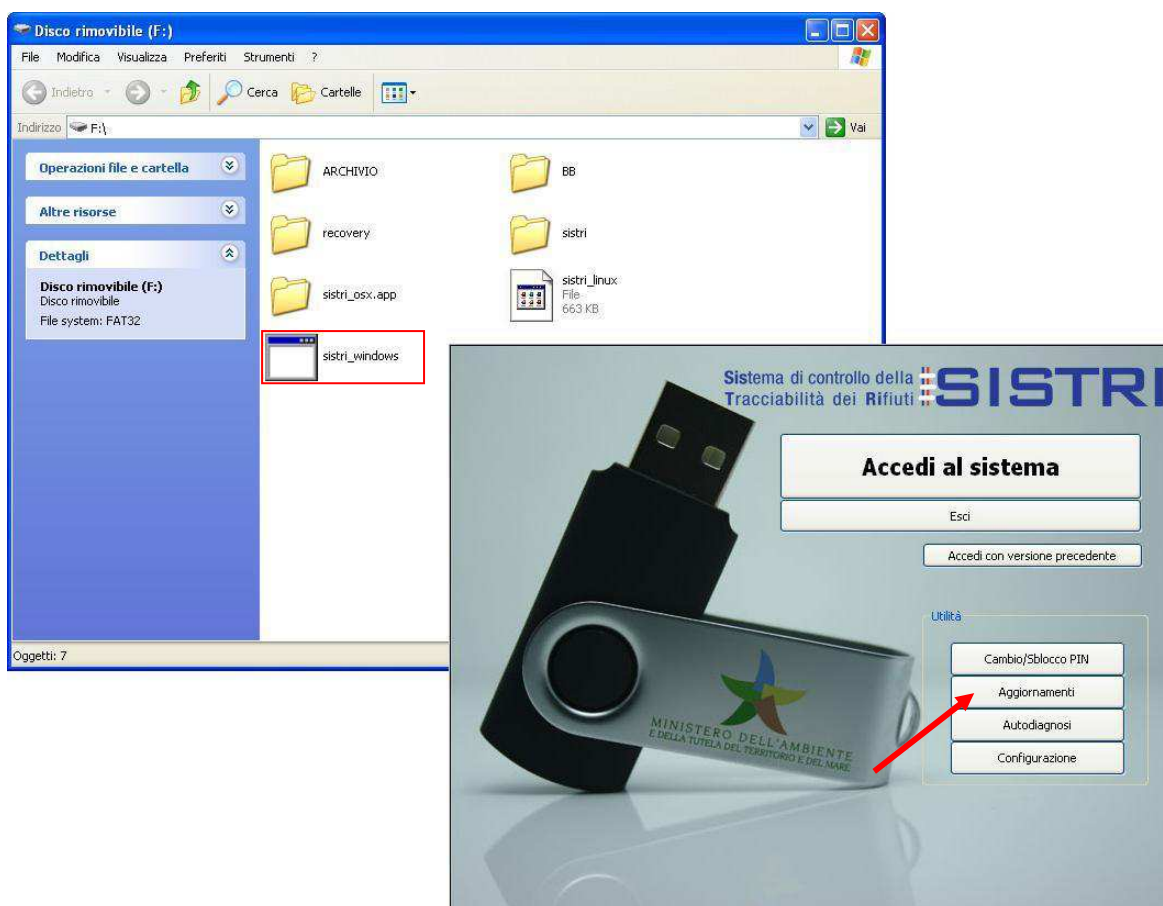 Disco rimovibile (F:)
File Modifica Visualizza Preferiti Strumenti ?
Indietro Cerca Cartelle
Indirizzo F:\ Vai
Operazioni file e cartella
Altre risorse
Dettagli
Disco rimovibile (F:)
Disco rimovibile
File system: FAT32
ARCHIVIO
BB
recovery
sistri
sistri_osx.app
sistri_linux
File
663 KB
sistri_windows
Oggetti: 7
Sistema di controllo della
Tracciabilità dei Rifiuti
SISTRI
Accedi al sistema
Esci
Accedi con versione precedente
Utilità
Cambio/Sblocco PIN
Aggiornamenti
Autodiagnosi
Configurazione
MINISTERO DELL'AMBIENTE
E DELLA TUTELA DEL TERRITORIO E DEL MARE